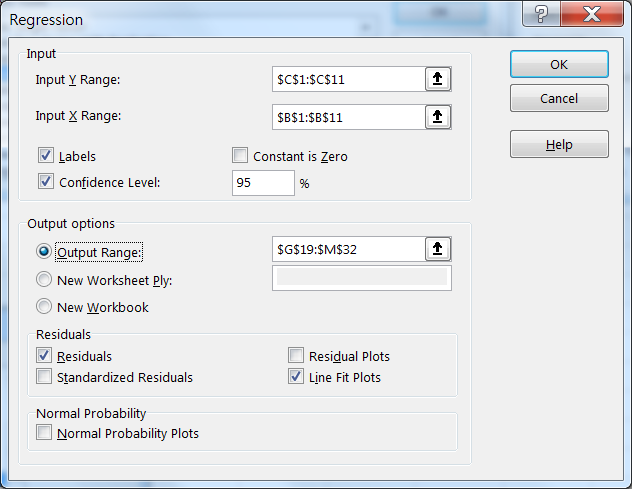 Regression
Input
Input Y Range: $C$1:$C$11
Input X Range: $B$1:$B$11
Labels Constant is Zero
Confidence Level: 95 %
OK
Cancel
Help
Output options
Output Range: $G$19:$M$32
New Worksheet Ply:
New Workbook
Residuals
Residuals Residual Plots
Standardized Residuals Line Fit Plots
Normal Probability
Normal Probability Plots